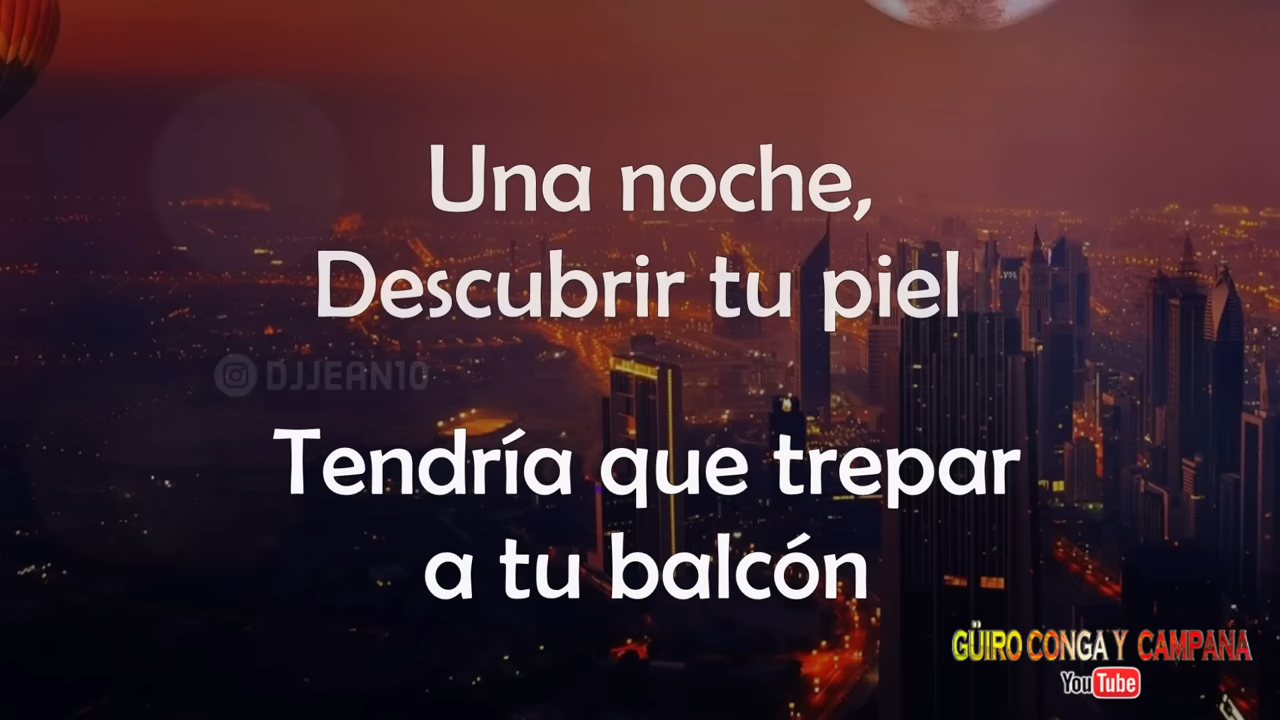 Una noche,
Descubrir tu piel
DJJEAN10
Tendría que trepar
a tu balcón
GÜIRO CONGA Y CAMPANA
YouTube